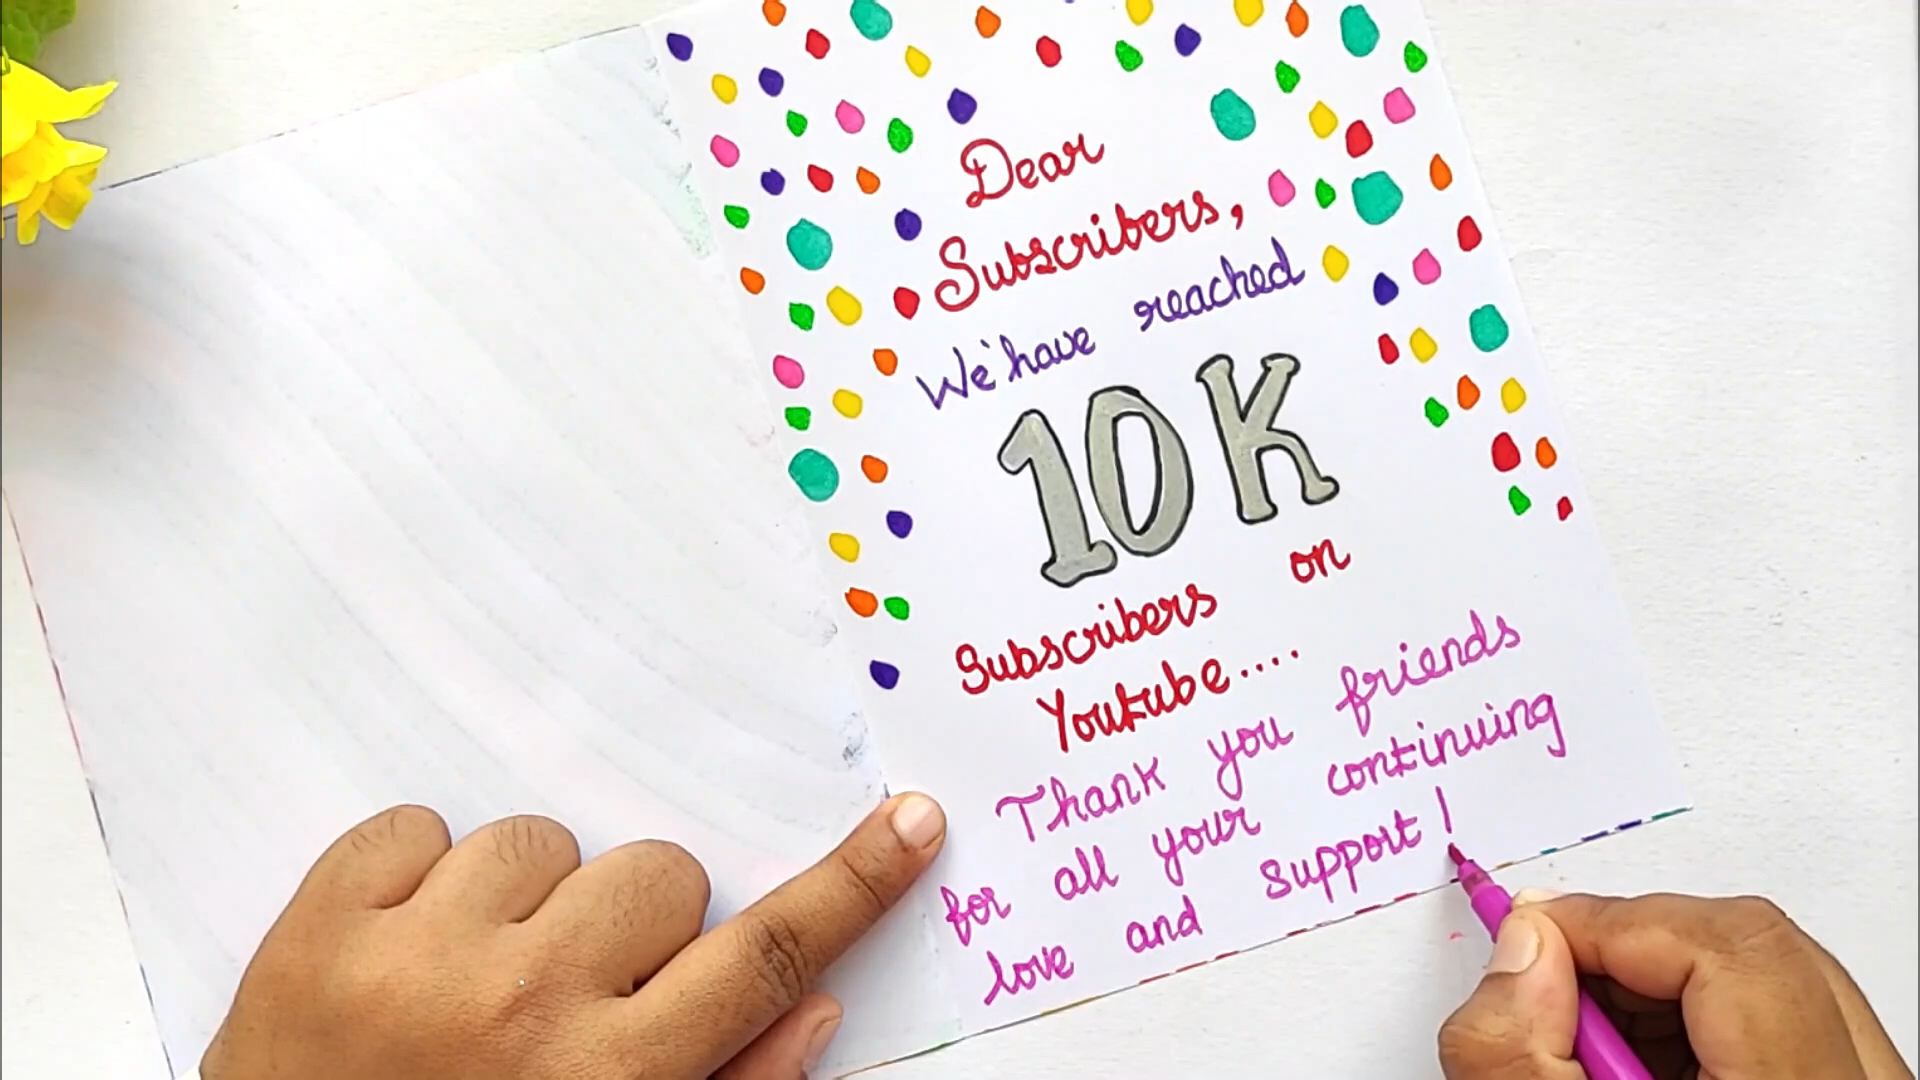 Dear
Subscribers,
We'have reached
10K
Subscribers on
Youtube....
Thank you friends
for all your continuing
love and support!